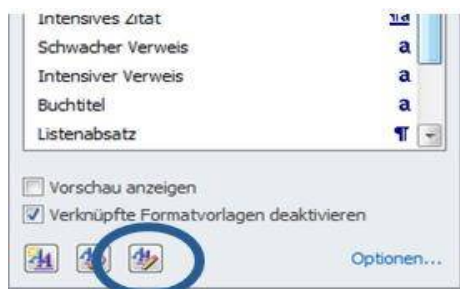 Intensives Zitat ¶a
Schwacher Verweis a
Intensiver Verweis a
Buchtitel a
Listenabsatz ¶
Vorschau anzeigen
Verknüpfte Formatvorlagen deaktivieren
Optionen...